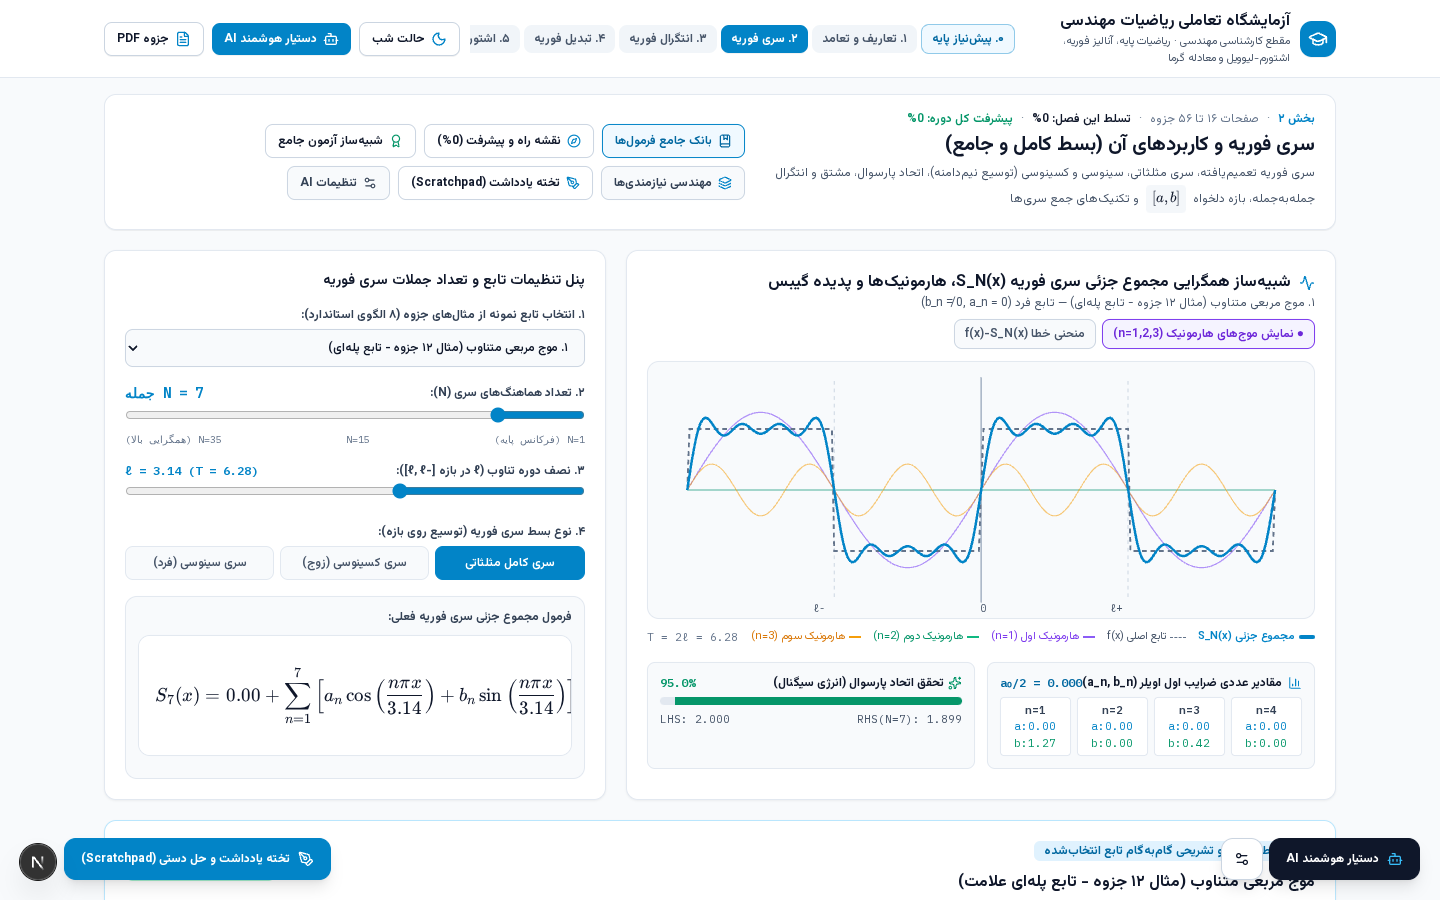 آزمایشگاه تعاملی ریاضیات مهندسی
مقطع کارشناسی مهندسی · ریاضیات پایه، آنالیز فوریه،
اشتورم-لیوویل و معادله گرما
۰. پیش‌نیاز پایه
۱. تعاریف و تعامد
۲. سری فوریه
۳. انتگرال فوریه
۴. تبدیل فوریه
۵. اشتور
حالت شب
دستیار هوشمند AI
جزوه PDF
بخش ۲ · صفحات ۱۶ تا ۵۶ جزوه · تسلط این فصل: 0% · پیشرفت کل دوره: 0%
سری فوریه و کاربردهای آن (بسط کامل و جامع)
سری فوریه تعمیم‌یافته، سری مثلثاتی، سینوسی و کسینوسی (توسیع نیم‌دامنه)، اتحاد پارسوال، مشتق و انتگرال
جمله‌به‌جمله، بازه دلخواه [a, b] و تکنیک‌های جمع سری‌ها
بانک جامع فرمول‌ها
نقشه راه و پیشرفت (0%)
شبیه‌ساز آزمون جامع
مهندسی نیازمندی‌ها
تخته یادداشت (Scratchpad)
تنظیمات AI
شبیه‌ساز همگرایی مجموع جزئی سری فوریه S_N(x)، هارمونیک‌ها و پدیده گیبس
۱. موج مربعی متناوب (مثال ۱۲ جزوه - تابع پله‌ای) — تابع فرد (b_n ≠ 0, a_n = 0)
● نمایش موج‌های هارمونیک (n=1,2,3)
منحنی خطا f(x)-S_N(x)
-ℓ
0
+ℓ
مجموع جزئی S_N(x)
---- تابع اصلی f(x)
هارمونیک اول (n=1)
هارمونیک دوم (n=2)
هارمونیک سوم (n=3)
T = 2ℓ = 6.28
مقادیر عددی ضرایب اول اویلر (a_n, b_n)
a₀/2 = 0.000
n=1
a:0.00
b:1.27
n=2
a:0.00
b:0.00
n=3
a:0.00
b:0.42
n=4
a:0.00
b:0.00
تحقق اتحاد پارسوال (انرژی سیگنال)
95.0%
LHS: 2.000
RHS(N=7): 1.899
پنل تنظیمات تابع و تعداد جملات سری فوریه
۱. انتخاب تابع نمونه از مثال‌های جزوه (۸ الگوی استاندارد):
۱. موج مربعی متناوب (مثال ۱۲ جزوه - تابع پله‌ای)
۲. تعداد هماهنگ‌های سری (N):
N = 7 جمله
N=1 (فرکانس پایه)
N=15
N=35 (همگرایی بالا)
۳. نصف دوره تناوب (ℓ در بازه [-ℓ, ℓ]):
ℓ = 3.14 (T = 6.28)
۴. نوع بسط سری فوریه (توسیع روی بازه):
سری کامل مثلثاتی
سری کسینوسی (زوج)
سری سینوسی (فرد)
فرمول مجموع جزئی سری فوریه فعلی:
S₇(x) = 0.00 + ∑_{n=1}^{7} [a_n cos(nπx/3.14) + b_n sin(nπx/3.14)]
و تشریحی گام‌به‌گام تابع انتخاب‌شده
موج مربعی متناوب (مثال ۱۲ جزوه - تابع پله‌ای علامت)
دستیار هوشمند AI
تخته یادداشت و حل دستی (Scratchpad)
N